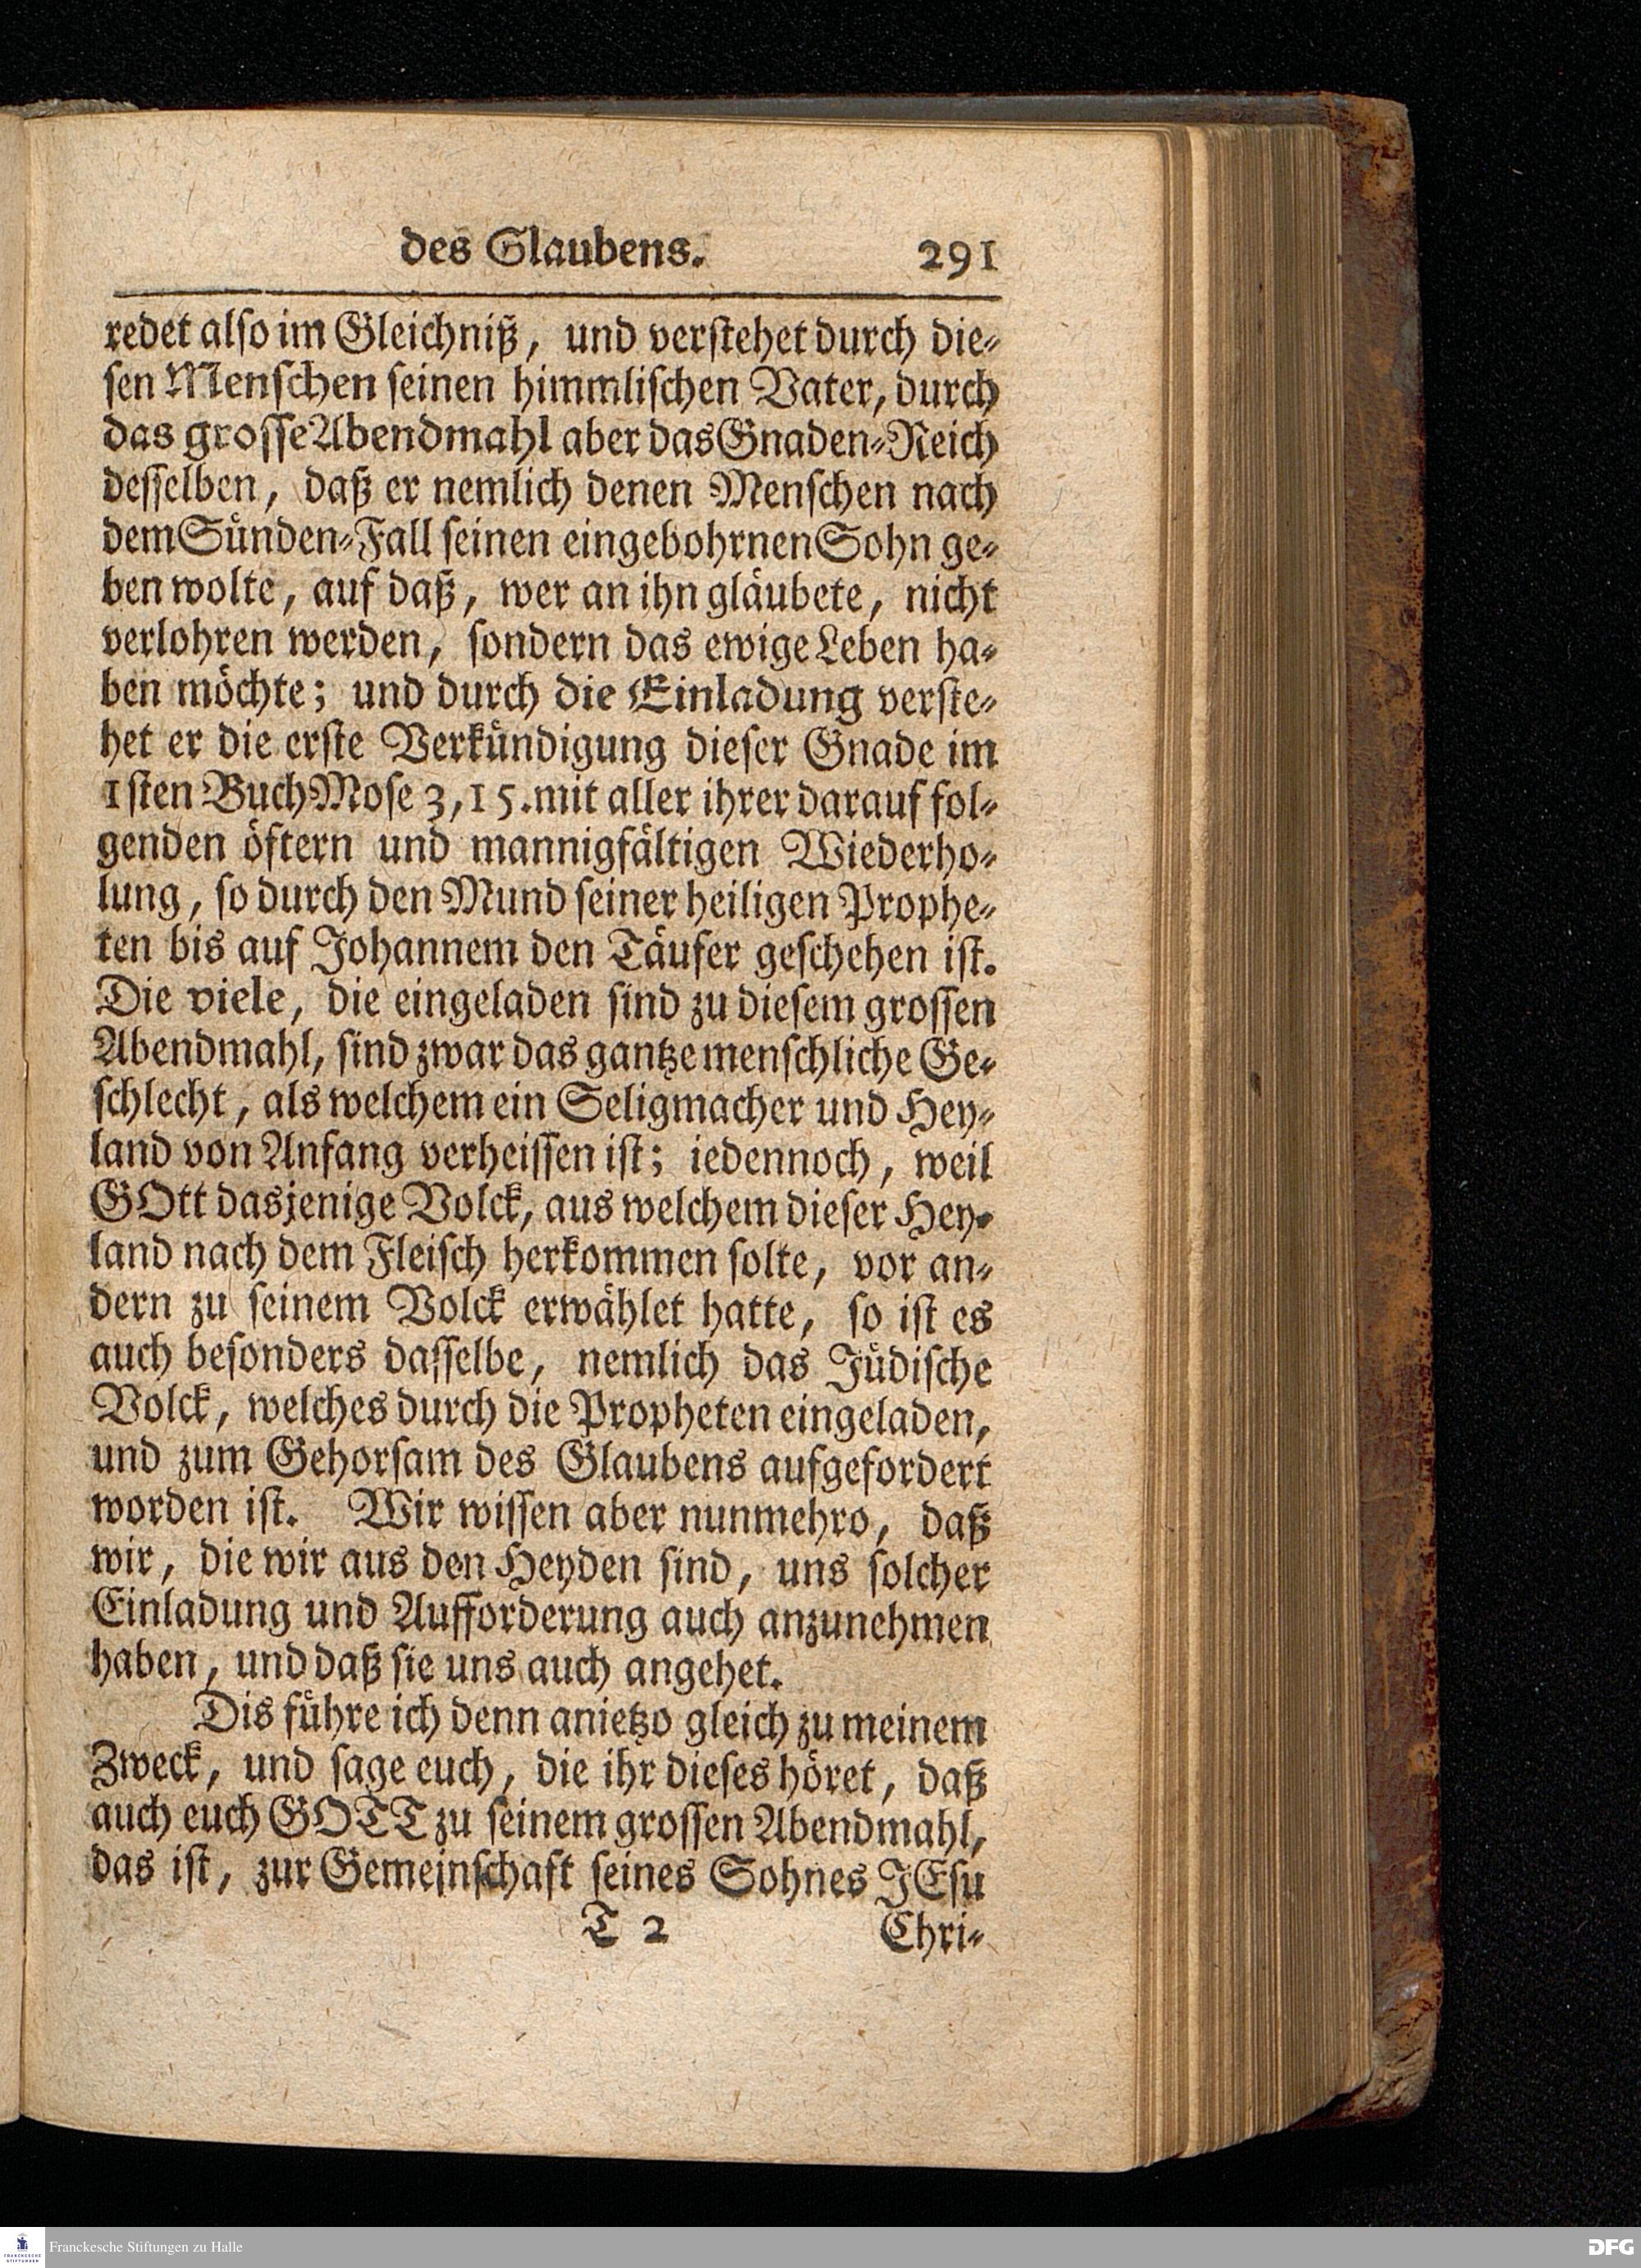 des Glaubens. 291
redet also im Gleichniß, und verstehet durch die-
sen Menschen seinen himmlischen Vater, durch
das grosse Abendmahl aber das Gnaden-Reich
desselben, daß er nemlich denen Menschen nach
dem Sünden-Fall seinen eingebohrnen Sohn ge-
ben wolte, auf daß, wer an ihn gläubete, nicht
verlohren werden, sondern das ewige Leben ha-
ben möchte; und durch die Einladung verste-
het er die erste Verkündigung dieser Gnade im
1sten Buch Mose 3, 15. mit aller ihrer darauf fol-
genden öftern und mannigfältigen Wiederho-
lung, so durch den Mund seiner heiligen Prophe-
ten bis auf Johannem den Täufer geschehen ist.
Die viele, die eingeladen sind zu diesem grossen
Abendmahl, sind zwar das gantze menschliche Ge-
schlecht, als welchem ein Seligmacher und Hey-
land von Anfang verheissen ist; iedennoch, weil
GOtt dasjenige Volck, aus welchem dieser Hey-
land nach dem Fleisch herkommen solte, vor an-
dern zu seinem Volck erwählet hatte, so ist es
auch besonders dasselbe, nemlich das Jüdische
Volck, welches durch die Propheten eingeladen,
und zum Gehorsam des Glaubens aufgefordert
worden ist. Wir wissen aber nunmehro, daß
wir, die wir aus den Heyden sind, uns solcher
Einladung und Aufforderung auch anzunehmen
haben, und daß sie uns auch angehet.
Dis führe ich denn anietzo gleich zu meinem
Zweck, und sage euch, die ihr dieses höret, daß
auch euch GOTT zu seinem grossen Abendmahl,
das ist, zur Gemeinschaft seines Sohnes JEsu
T 2 Chri-
FRANCKESCHE STIFTUNGEN
Franckesche Stiftungen zu Halle
DFG